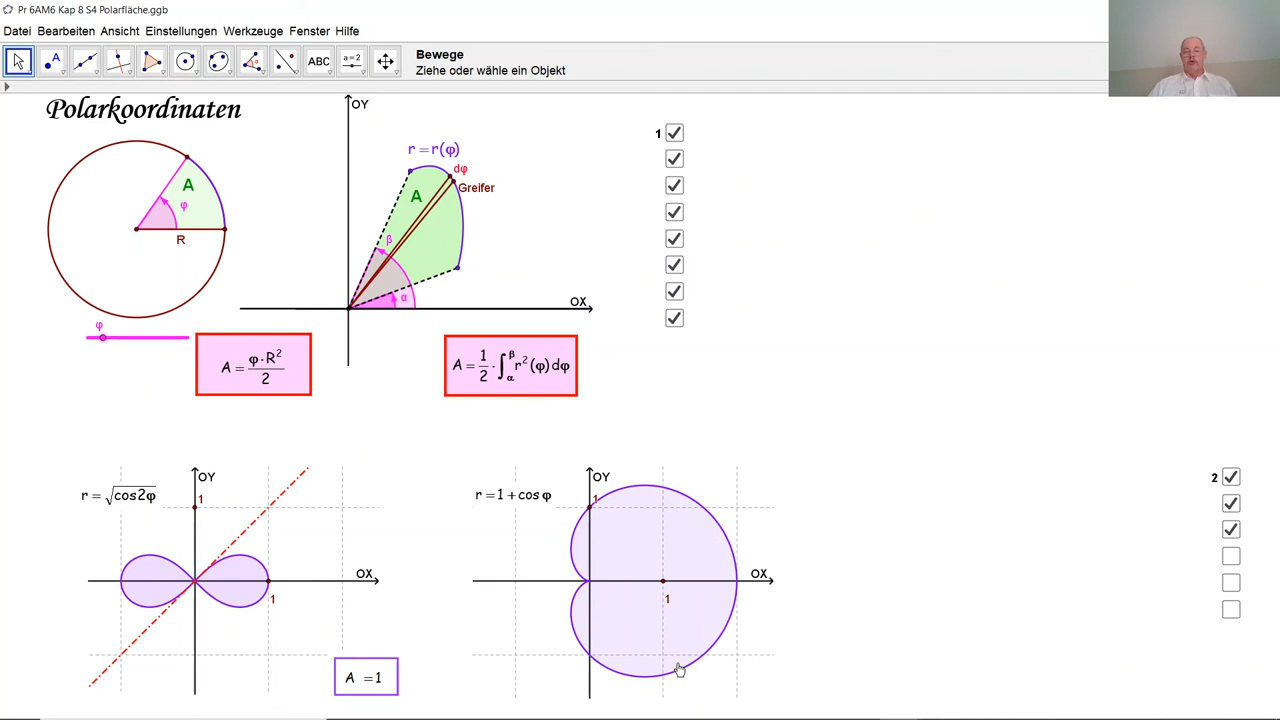 Pr 6AM6 Kap 8 S4 Polarfläche.ggb
Datei Bearbeiten Ansicht Einstellungen Werkzeuge Fenster Hilfe
A
ABC
a=2
Bewege
Ziehe oder wähle ein Objekt
Polarkoordinaten
OY
r = r(φ)
dφ
Greifer
A
φ
R
A
β
α
OX
1
φ
A = φ·R² / 2
A = 1/2 · ∫ₐᵝ r²(φ) dφ
r = √cos2φ
OY
1
OX
1
A = 1
r = 1 + cos φ
OY
1
OX
1
2